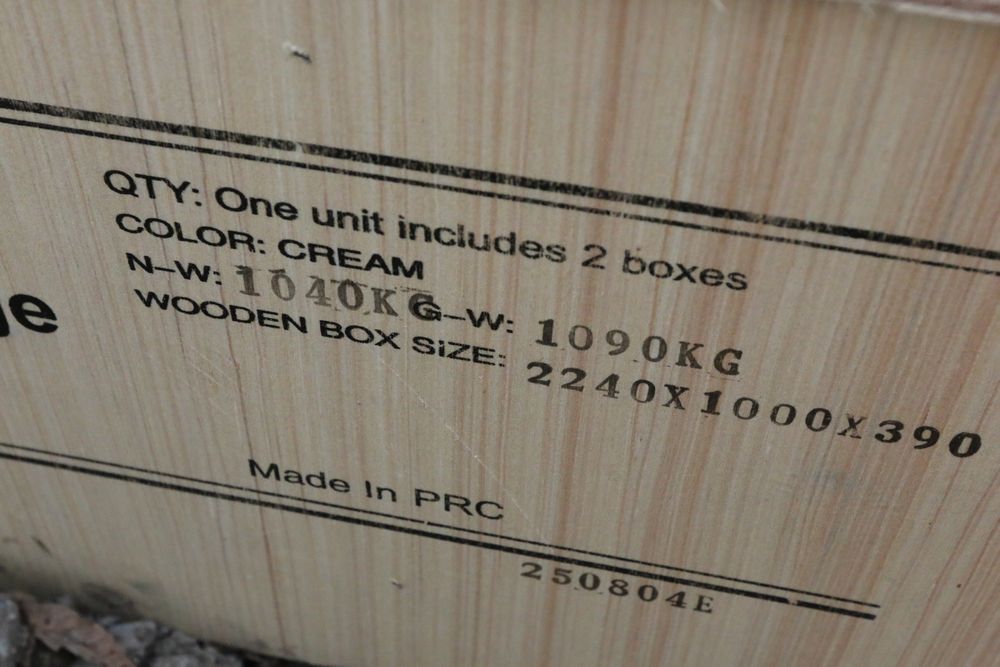 QTY: One unit includes 2 boxes
COLOR: CREAM
N-W: 1040KG G-W: 1090KG
WOODEN BOX SiZE: 2240X1000X390
Made In PRC
250804E